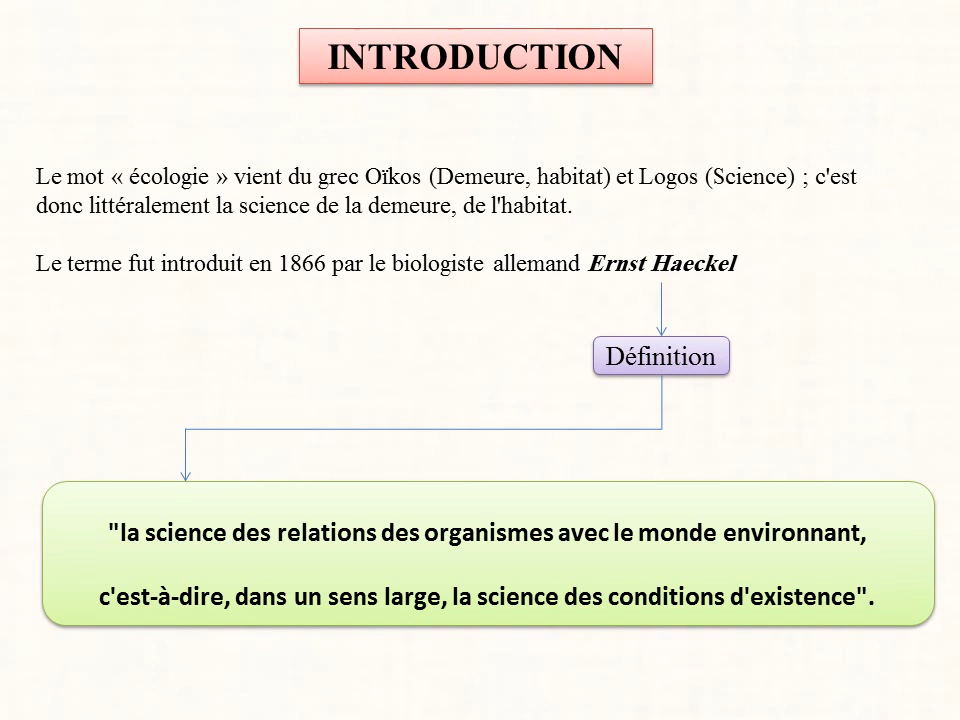 INTRODUCTION
Le mot « écologie » vient du grec Oïkos (Demeure, habitat) et Logos (Science) ; c'est
donc littéralement la science de la demeure, de l'habitat.
Le terme fut introduit en 1866 par le biologiste allemand Ernst Haeckel
Définition
"la science des relations des organismes avec le monde environnant,
c'est-à-dire, dans un sens large, la science des conditions d'existence".